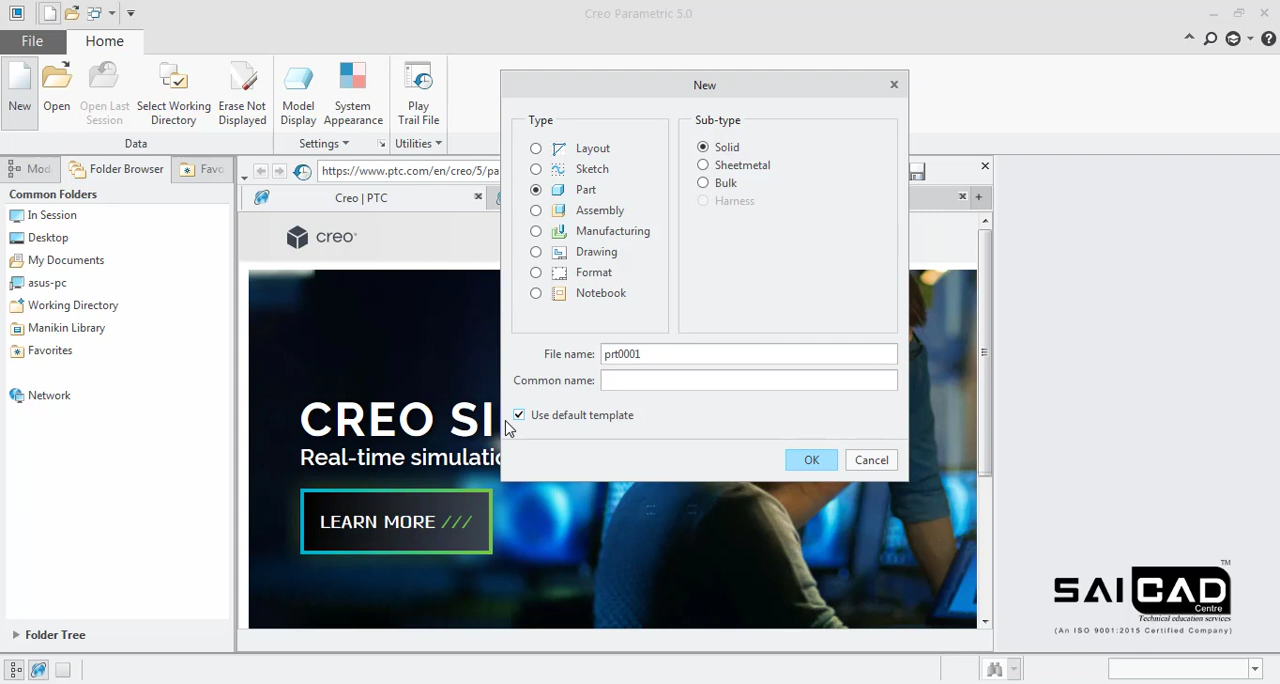 Creo Parametric 5.0
File
Home
New
Open
Open Last
Session
Select Working
Directory
Erase Not
Displayed
Model
Display
System
Appearance
Play
Trail File
Data
Settings
Utilities
Mod
Folder Browser
Favo
Common Folders
In Session
Desktop
My Documents
asus-pc
Working Directory
Manikin Library
Favorites
Network
Folder Tree
https://www.ptc.com/en/creo/5/pa
Creo | PTC
creo
CREO SI
Real-time simulatio
LEARN MORE ///
New
Type
Layout
Sketch
Part
Assembly
Manufacturing
Drawing
Format
Notebook
Sub-type
Solid
Sheetmetal
Bulk
Harness
File name:
prt0001
Common name:
Use default template
OK
Cancel
SAICAD
TM
Centre
Technical education services
(An ISO 9001:2015 Certified Company)